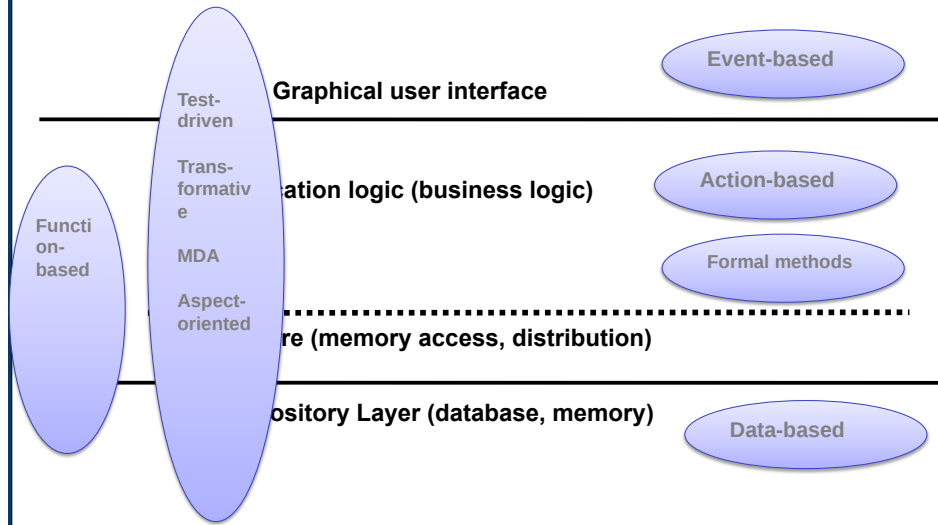 Event-based
Graphical user interface
Test-
driven
Trans-
formativ
e
cation logic (business logic)
Action-based
Functi
on-
based
MDA
Formal methods
Aspect-
oriented
re (memory access, distribution)
ository Layer (database, memory)
Data-based